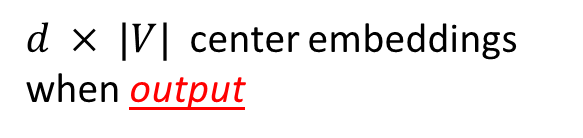 d × |V| center embeddings
when output